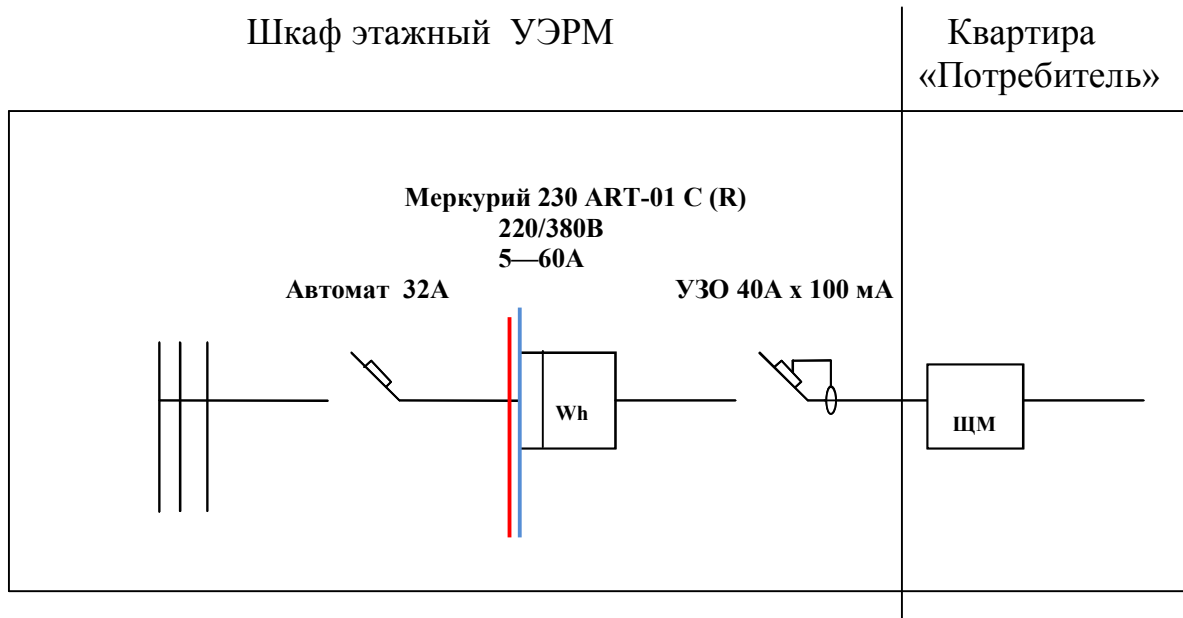 Шкаф этажный УЭРМ
Квартира
«Потребитель»
Меркурий 230 ART-01 C (R)
220/380В
5—60А
Автомат 32А
УЗО 40А х 100 мА
Wh
ЩМ